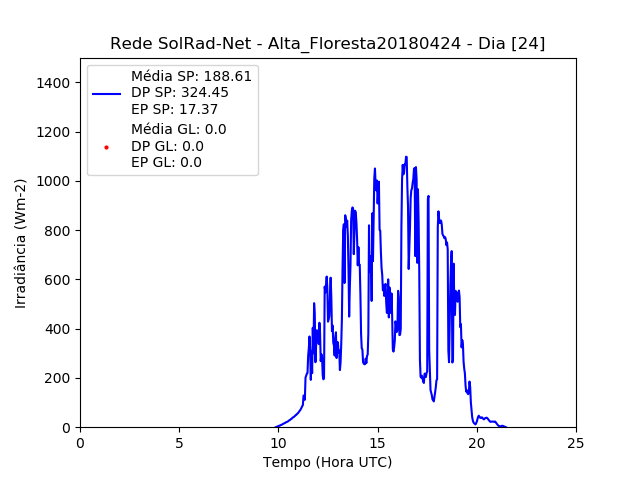 Rede SolRad-Net - Alta_Floresta20180424 - Dia [24]
Média SP: 188.61
DP SP: 324.45
EP SP: 17.37
Média GL: 0.0
DP GL: 0.0
EP GL: 0.0
Irradiância (Wm-2)
1400
1200
1000
800
600
400
200
0
0 5 10 15 20 25
Tempo (Hora UTC)